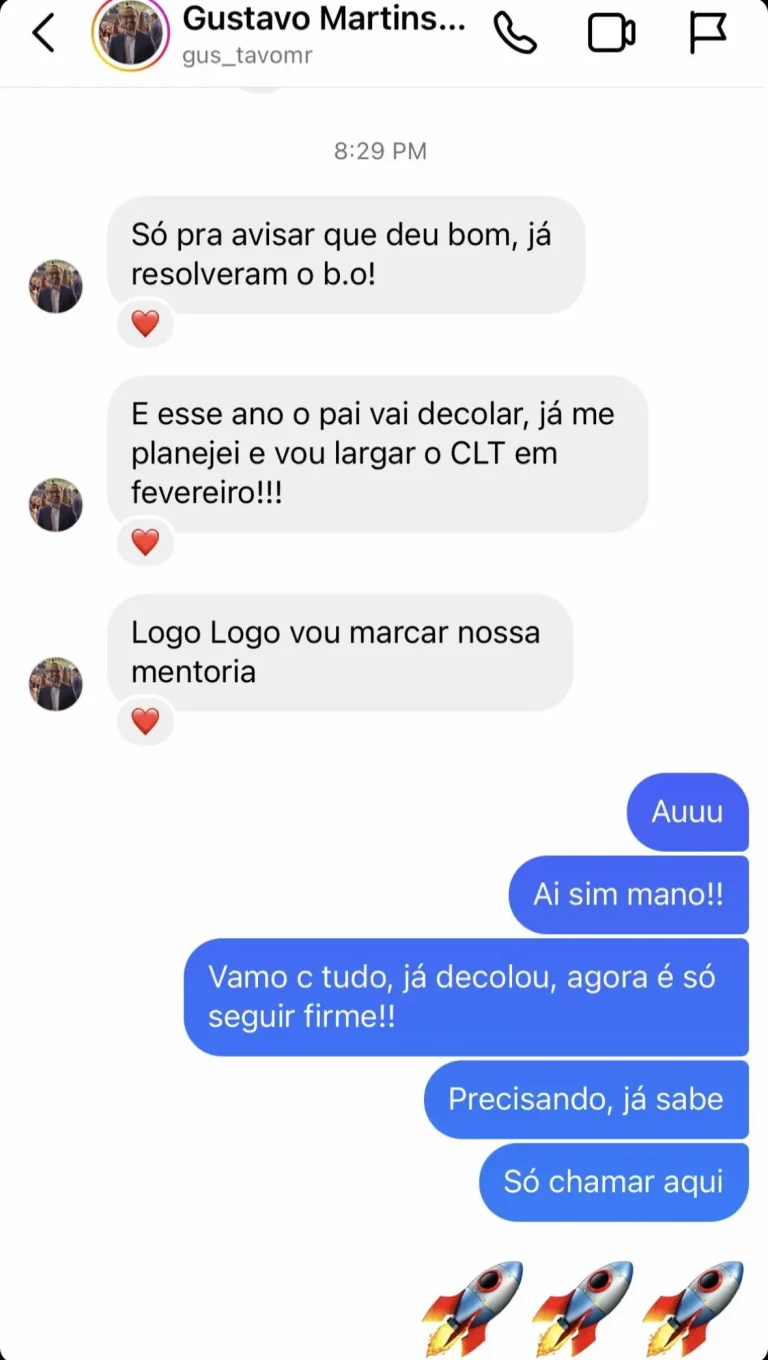 Gustavo Martins...
gus_tavomr
8:29 PM
Só pra avisar que deu bom, já
resolveram o b.o!
E esse ano o pai vai decolar, já me
planejei e vou largar o CLT em
fevereiro!!!
Logo Logo vou marcar nossa
mentoria
Auuu
Ai sim mano!!
Vamo c tudo, já decolou, agora é só
seguir firme!!
Precisando, já sabe
Só chamar aqui